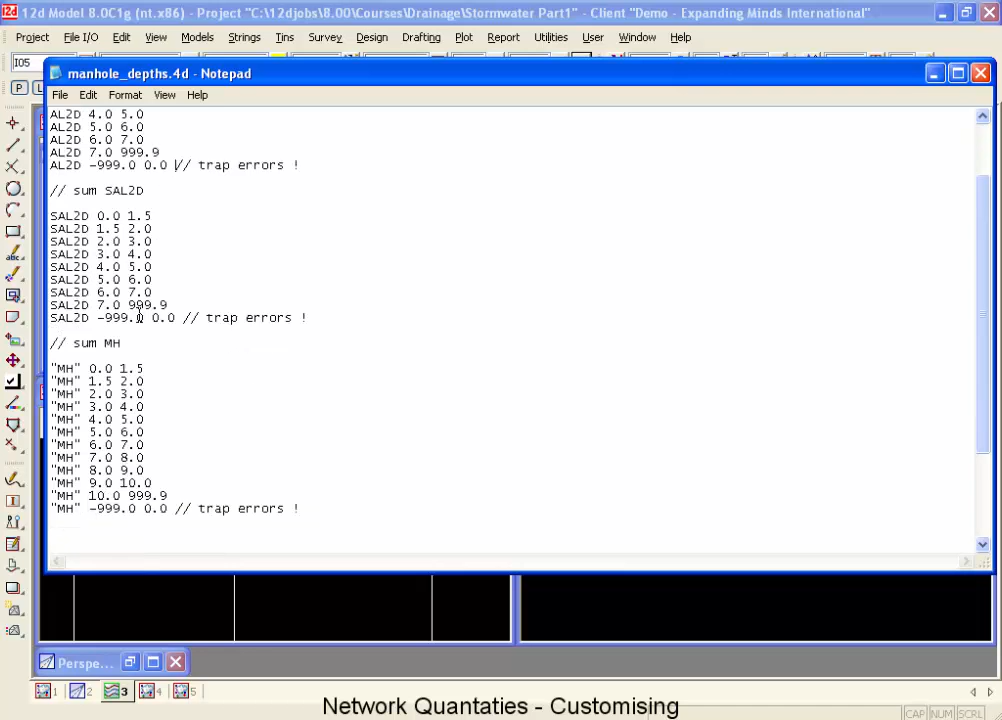 12d Model 8.0C1g (nt.x86) - Project "C:\12djobs\8.00\Courses\Drainage\Stormwater Part1" - Client "Demo - Expanding Minds International"
Project File I/O Edit View Models Strings Tins Survey Design Drafting Plot Report Utilities User Window Help
I05
P L
manhole_depths.4d - Notepad
File Edit Format View Help
AL2D 4.0 5.0
AL2D 5.0 6.0
AL2D 6.0 7.0
AL2D 7.0 999.9
AL2D -999.0 0.0 // trap errors !
// sum SAL2D
SAL2D 0.0 1.5
SAL2D 1.5 2.0
SAL2D 2.0 3.0
SAL2D 3.0 4.0
SAL2D 4.0 5.0
SAL2D 5.0 6.0
SAL2D 6.0 7.0
SAL2D 7.0 999.9
SAL2D -999.0 0.0 // trap errors !
// sum MH
"MH" 0.0 1.5
"MH" 1.5 2.0
"MH" 2.0 3.0
"MH" 3.0 4.0
"MH" 4.0 5.0
"MH" 5.0 6.0
"MH" 6.0 7.0
"MH" 7.0 8.0
"MH" 8.0 9.0
"MH" 9.0 10.0
"MH" 10.0 999.9
"MH" -999.0 0.0 // trap errors !
Perspe...
1 2 3 4 5
Network Quantaties - Customising
CAP NUM SCRL